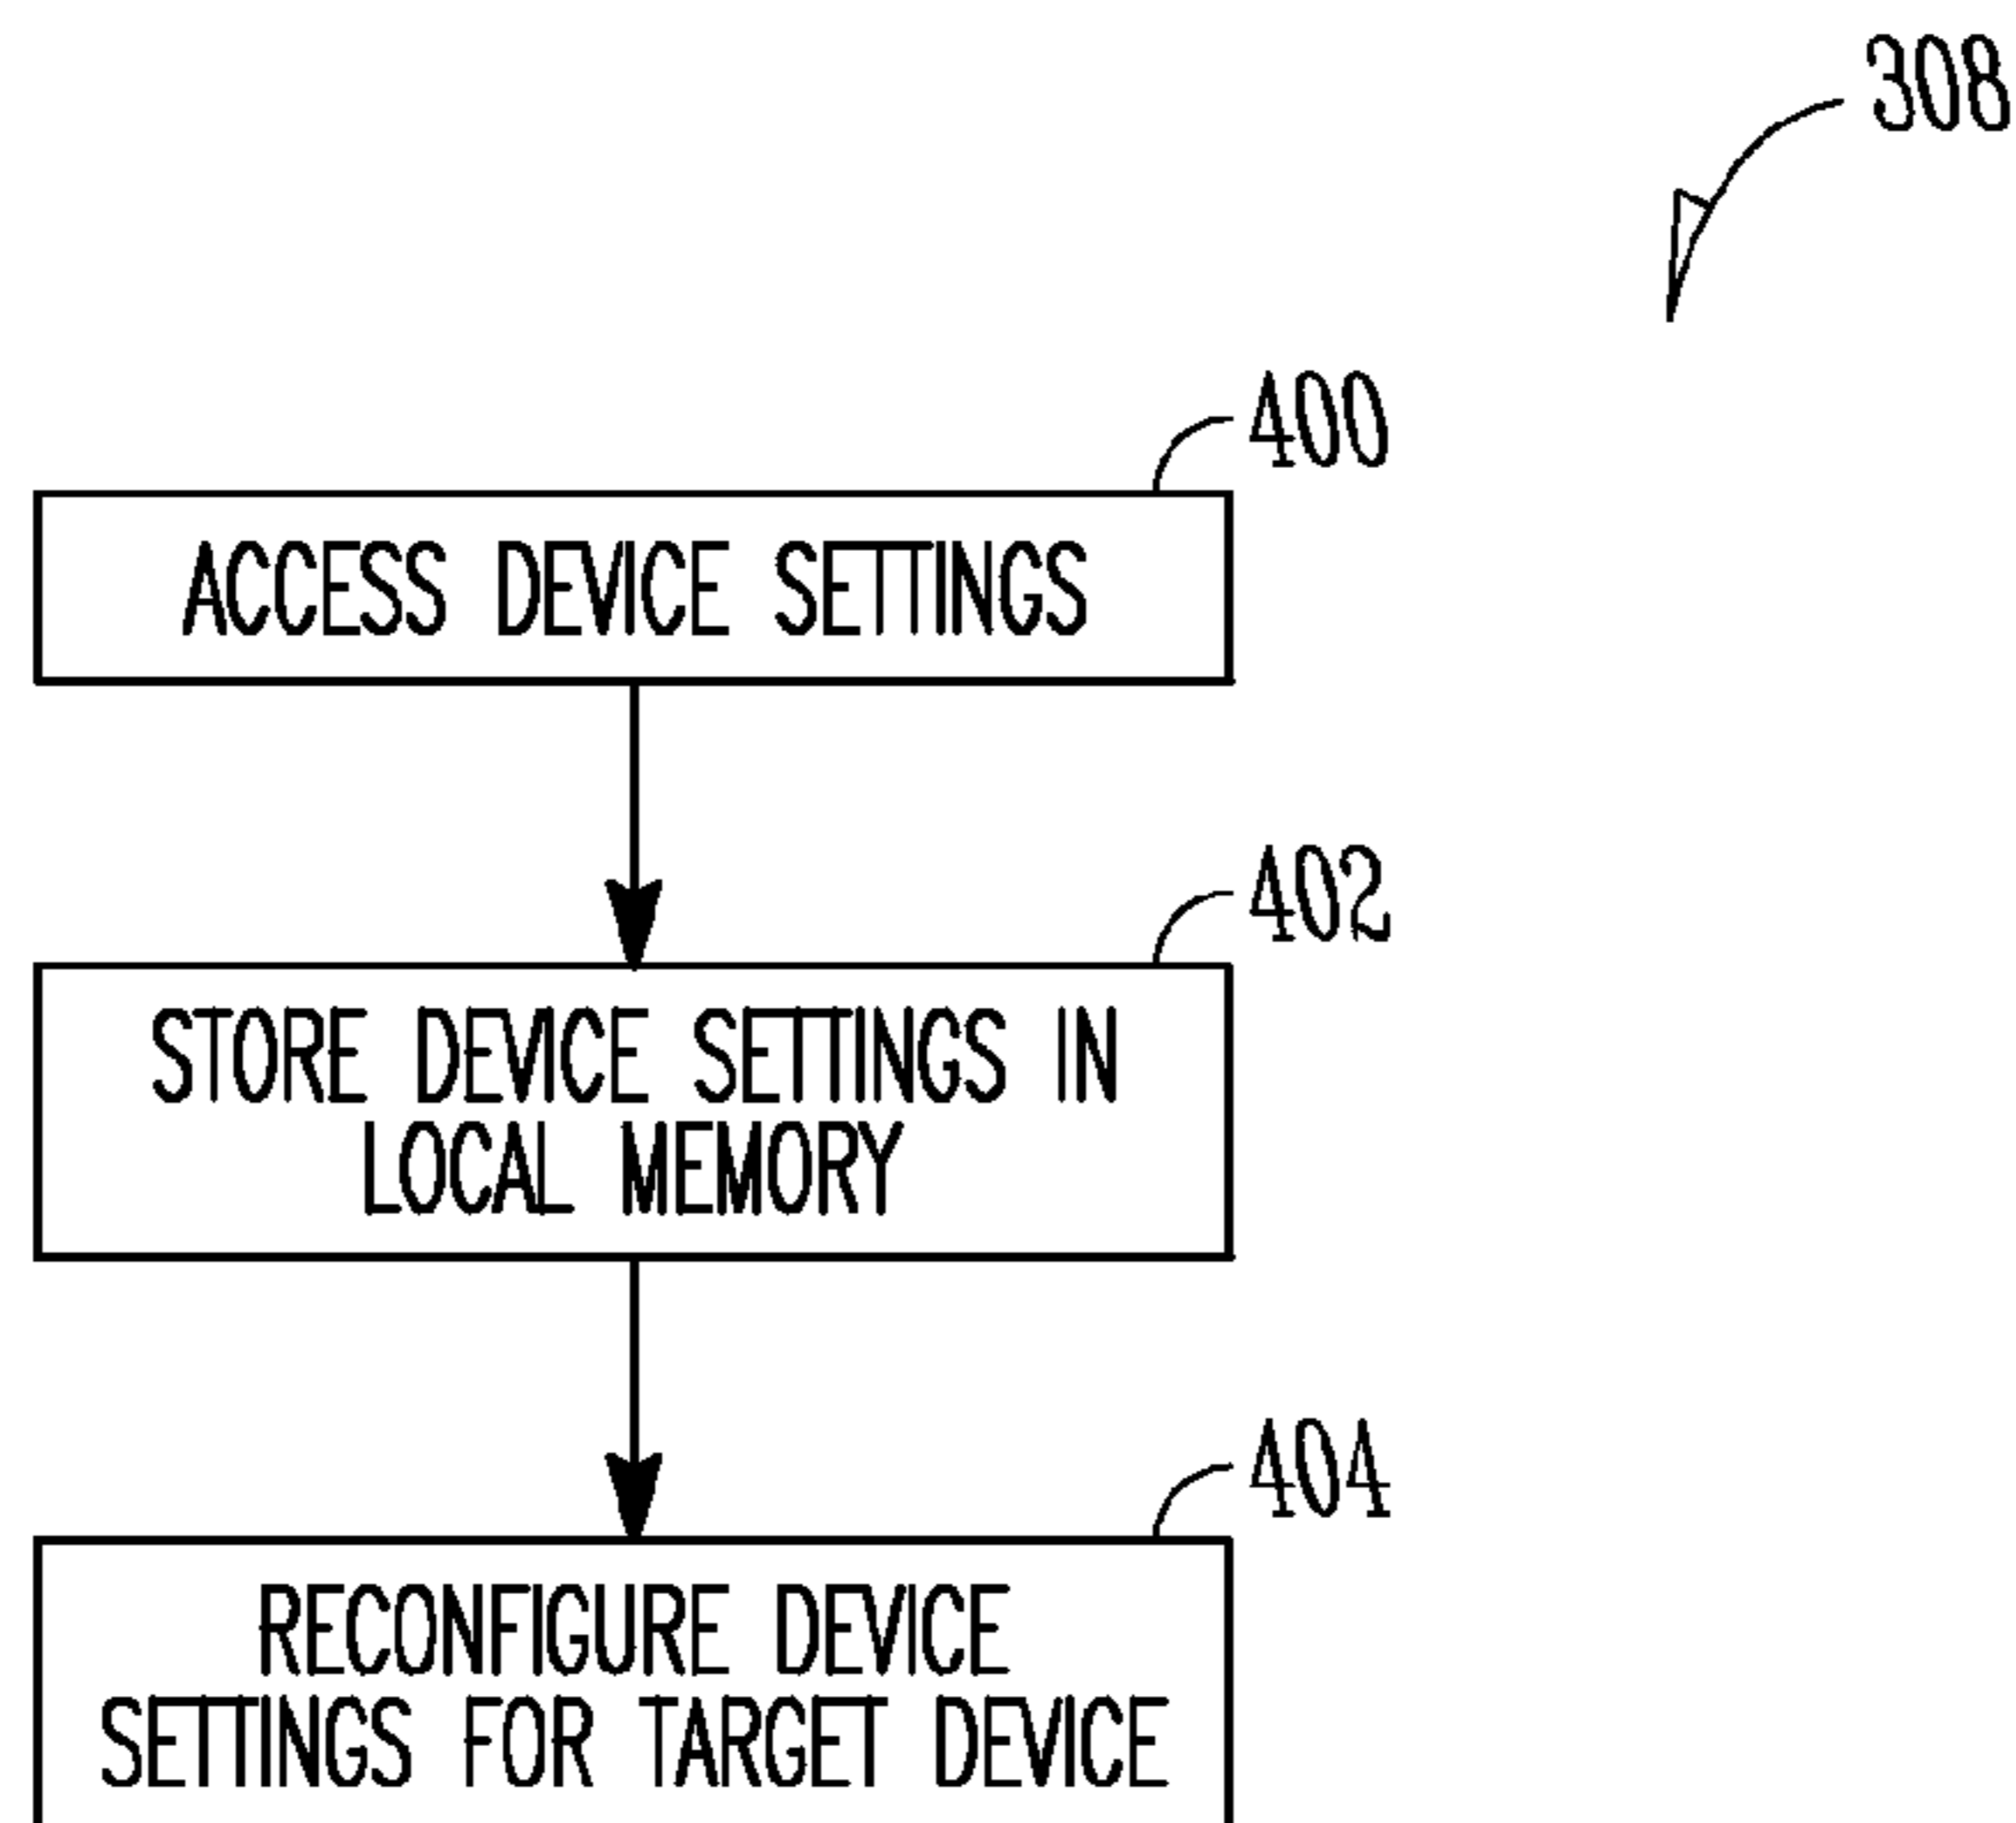 308
400
ACCESS DEVICE SETTINGS
402
STORE DEVICE SETTINGS IN
LOCAL MEMORY
404
RECONFIGURE DEVICE
SETTINGS FOR TARGET DEVICE